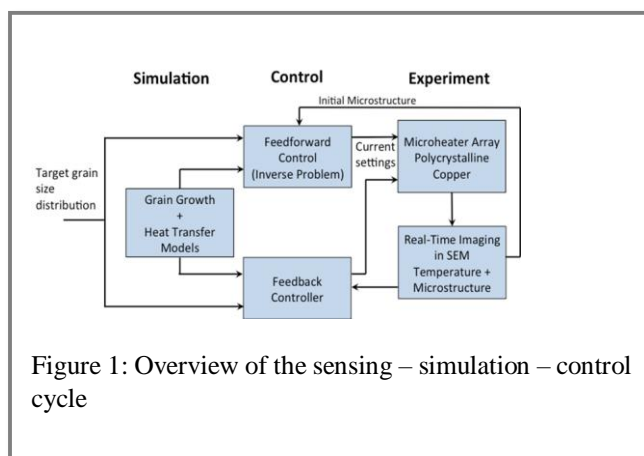 Simulation
Control
Experiment
Initial Microstructure
Target grain
size
distribution
Feedforward
Control
(Inverse Problem)
Current
settings
Microheater Array
Polycrystalline
Copper
Grain Growth
+
Heat Transfer
Models
Real-Time Imaging
in SEM
Temperature +
Microstructure
Feedback
Controller
Figure 1: Overview of the sensing – simulation – control
cycle